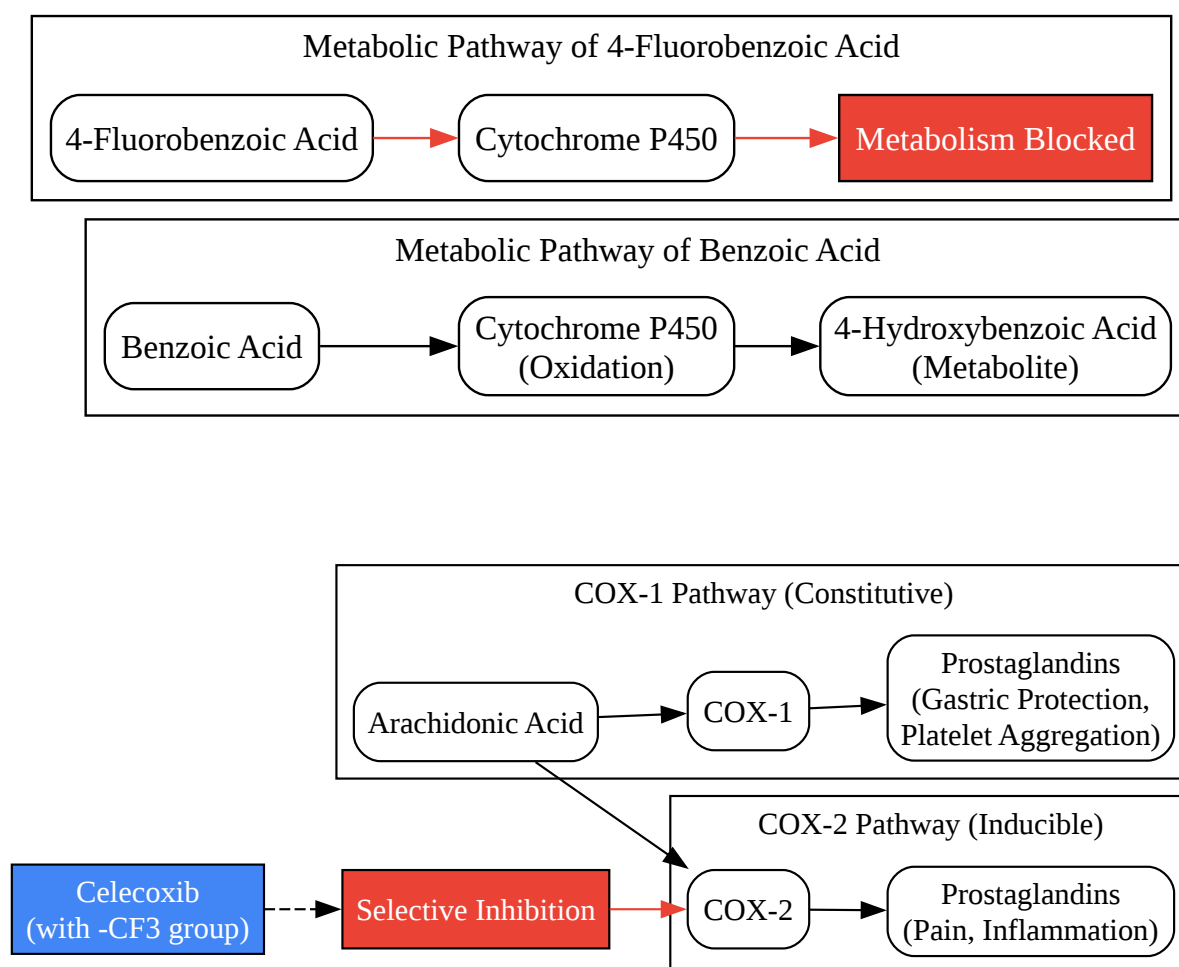 Metabolic Pathway of 4-Fluorobenzoic Acid
4-Fluorobenzoic Acid
Cytochrome P450
Metabolism Blocked
Metabolic Pathway of Benzoic Acid
Benzoic Acid
Cytochrome P450
(Oxidation)
4-Hydroxybenzoic Acid
(Metabolite)
COX-1 Pathway (Constitutive)
Arachidonic Acid
COX-1
Prostaglandins
(Gastric Protection,
Platelet Aggregation)
COX-2 Pathway (Inducible)
Celecoxib
(with -CF3 group)
Selective Inhibition
COX-2
Prostaglandins
(Pain, Inflammation)